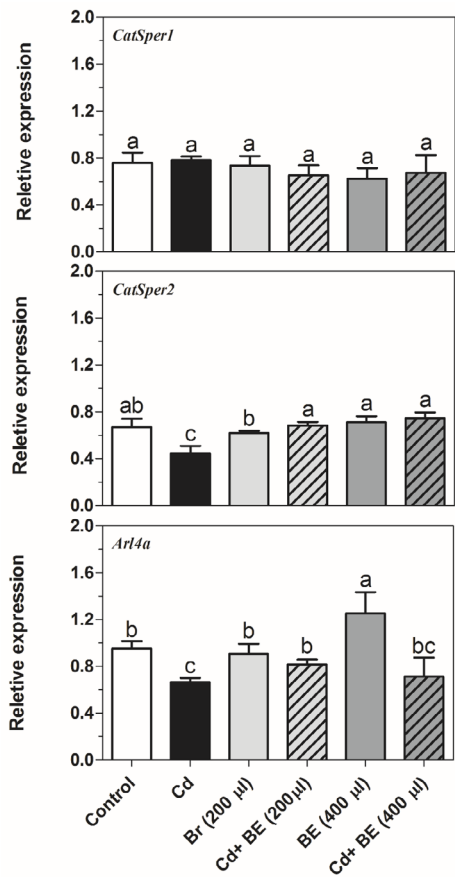 CatSper1
Reletive expression
2.0
1.6
1.2
0.8
0.4
0.0
a a a a a a
CatSper2
Reletive expression
2.0
1.6
1.2
0.8
0.4
0.0
ab c b a a a
Arl4a
Reletive expression
2.0
1.6
1.2
0.8
0.4
0.0
b c b b a bc
Control
Cd
Br (200 µl)
Cd+ BE (200µl)
BE (400 µl)
Cd+ BE (400 µl)